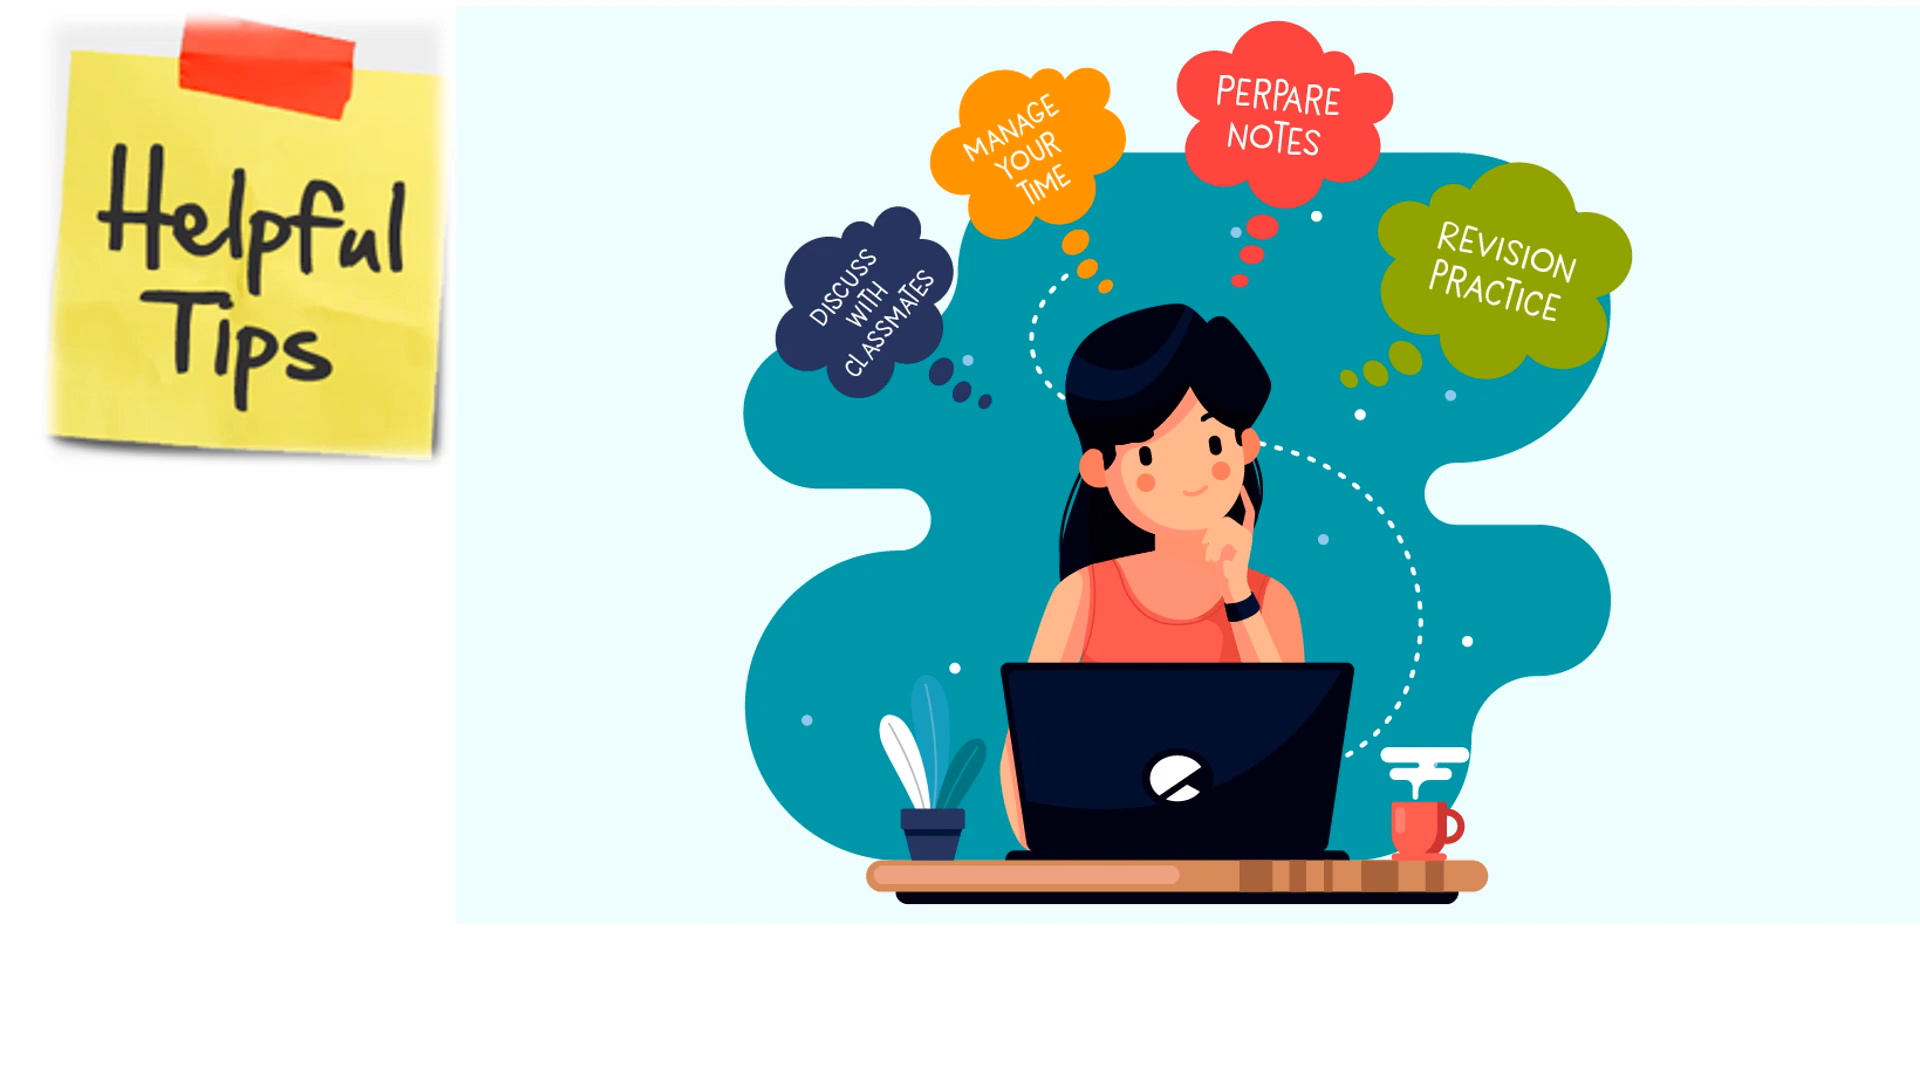 Helpful
Tips
DISCUSS
WITH
CLASSMATES
MANAGE
YOUR
TIME
PERPARE
NOTES
REVISION
PRACTICE